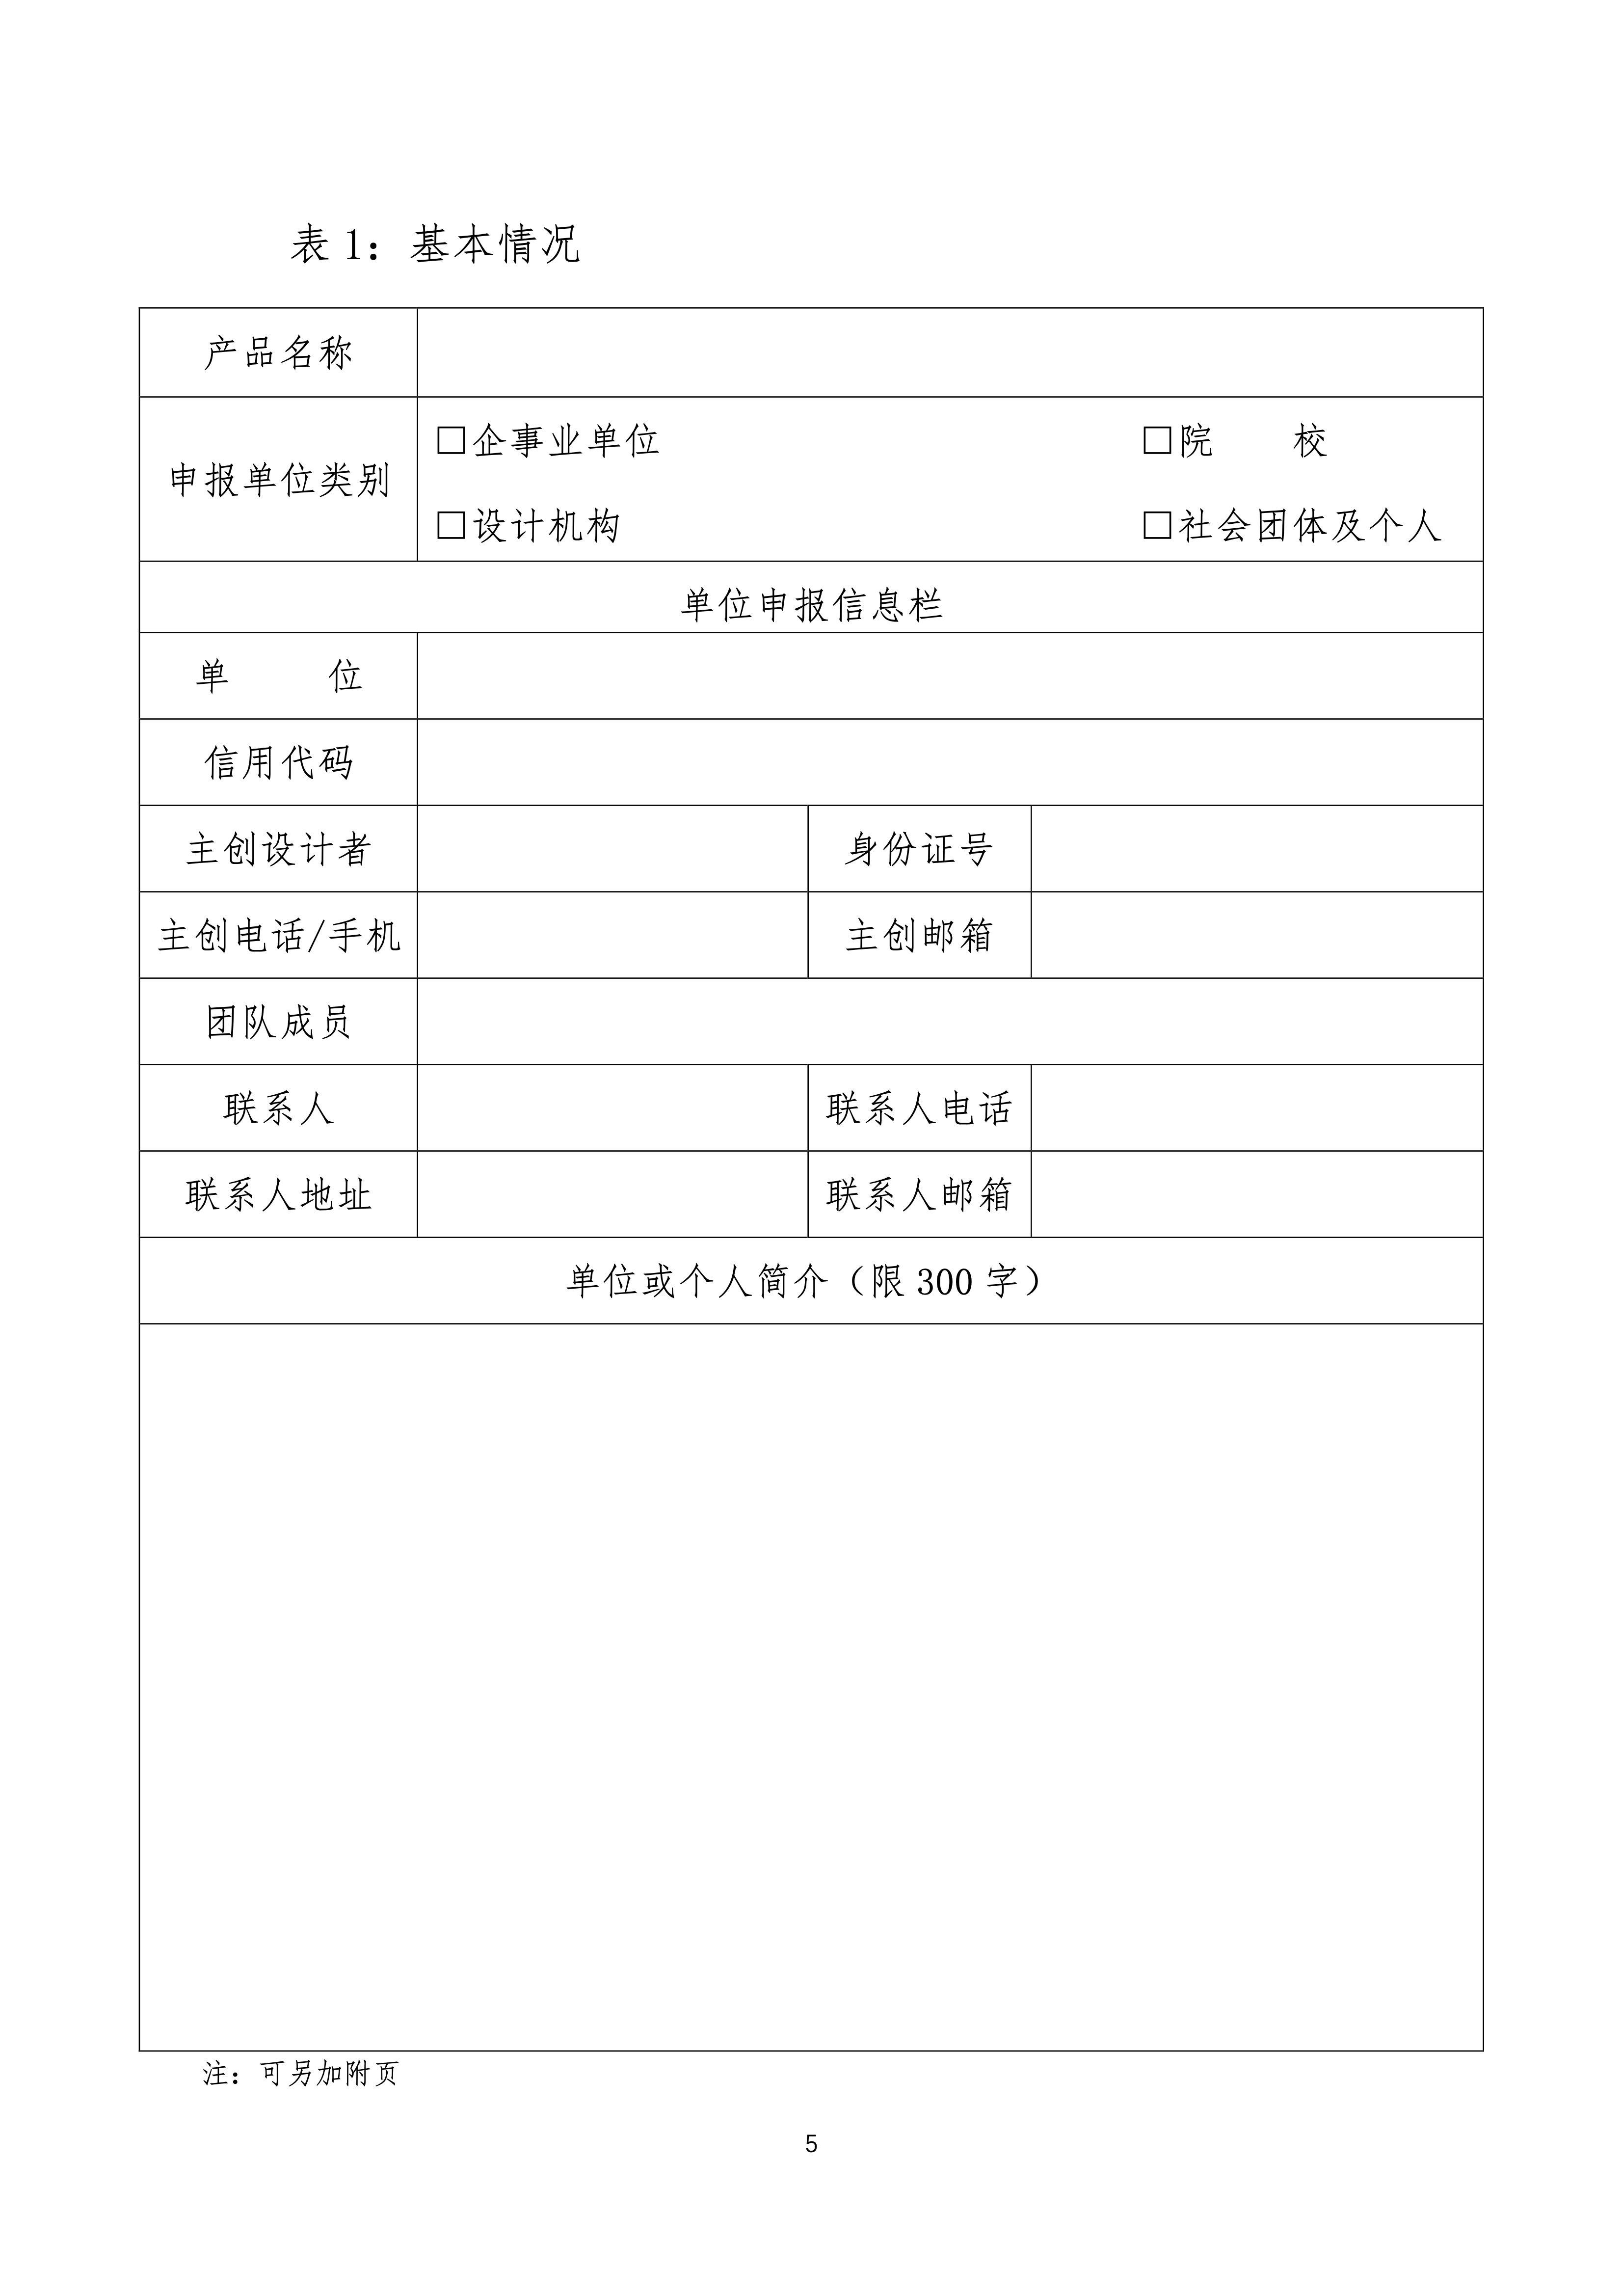 表 1：基本情况
产品名称
□企事业单位 □院 校
申报单位类别
□设计机构 □社会团体及个人
单位申报信息栏
单 位
信用代码
主创设计者 身份证号
主创电话/手机 主创邮箱
团队成员
联系人 联系人电话
联系人地址 联系人邮箱
单位或个人简介（限 300 字）
注：可另加附页
5